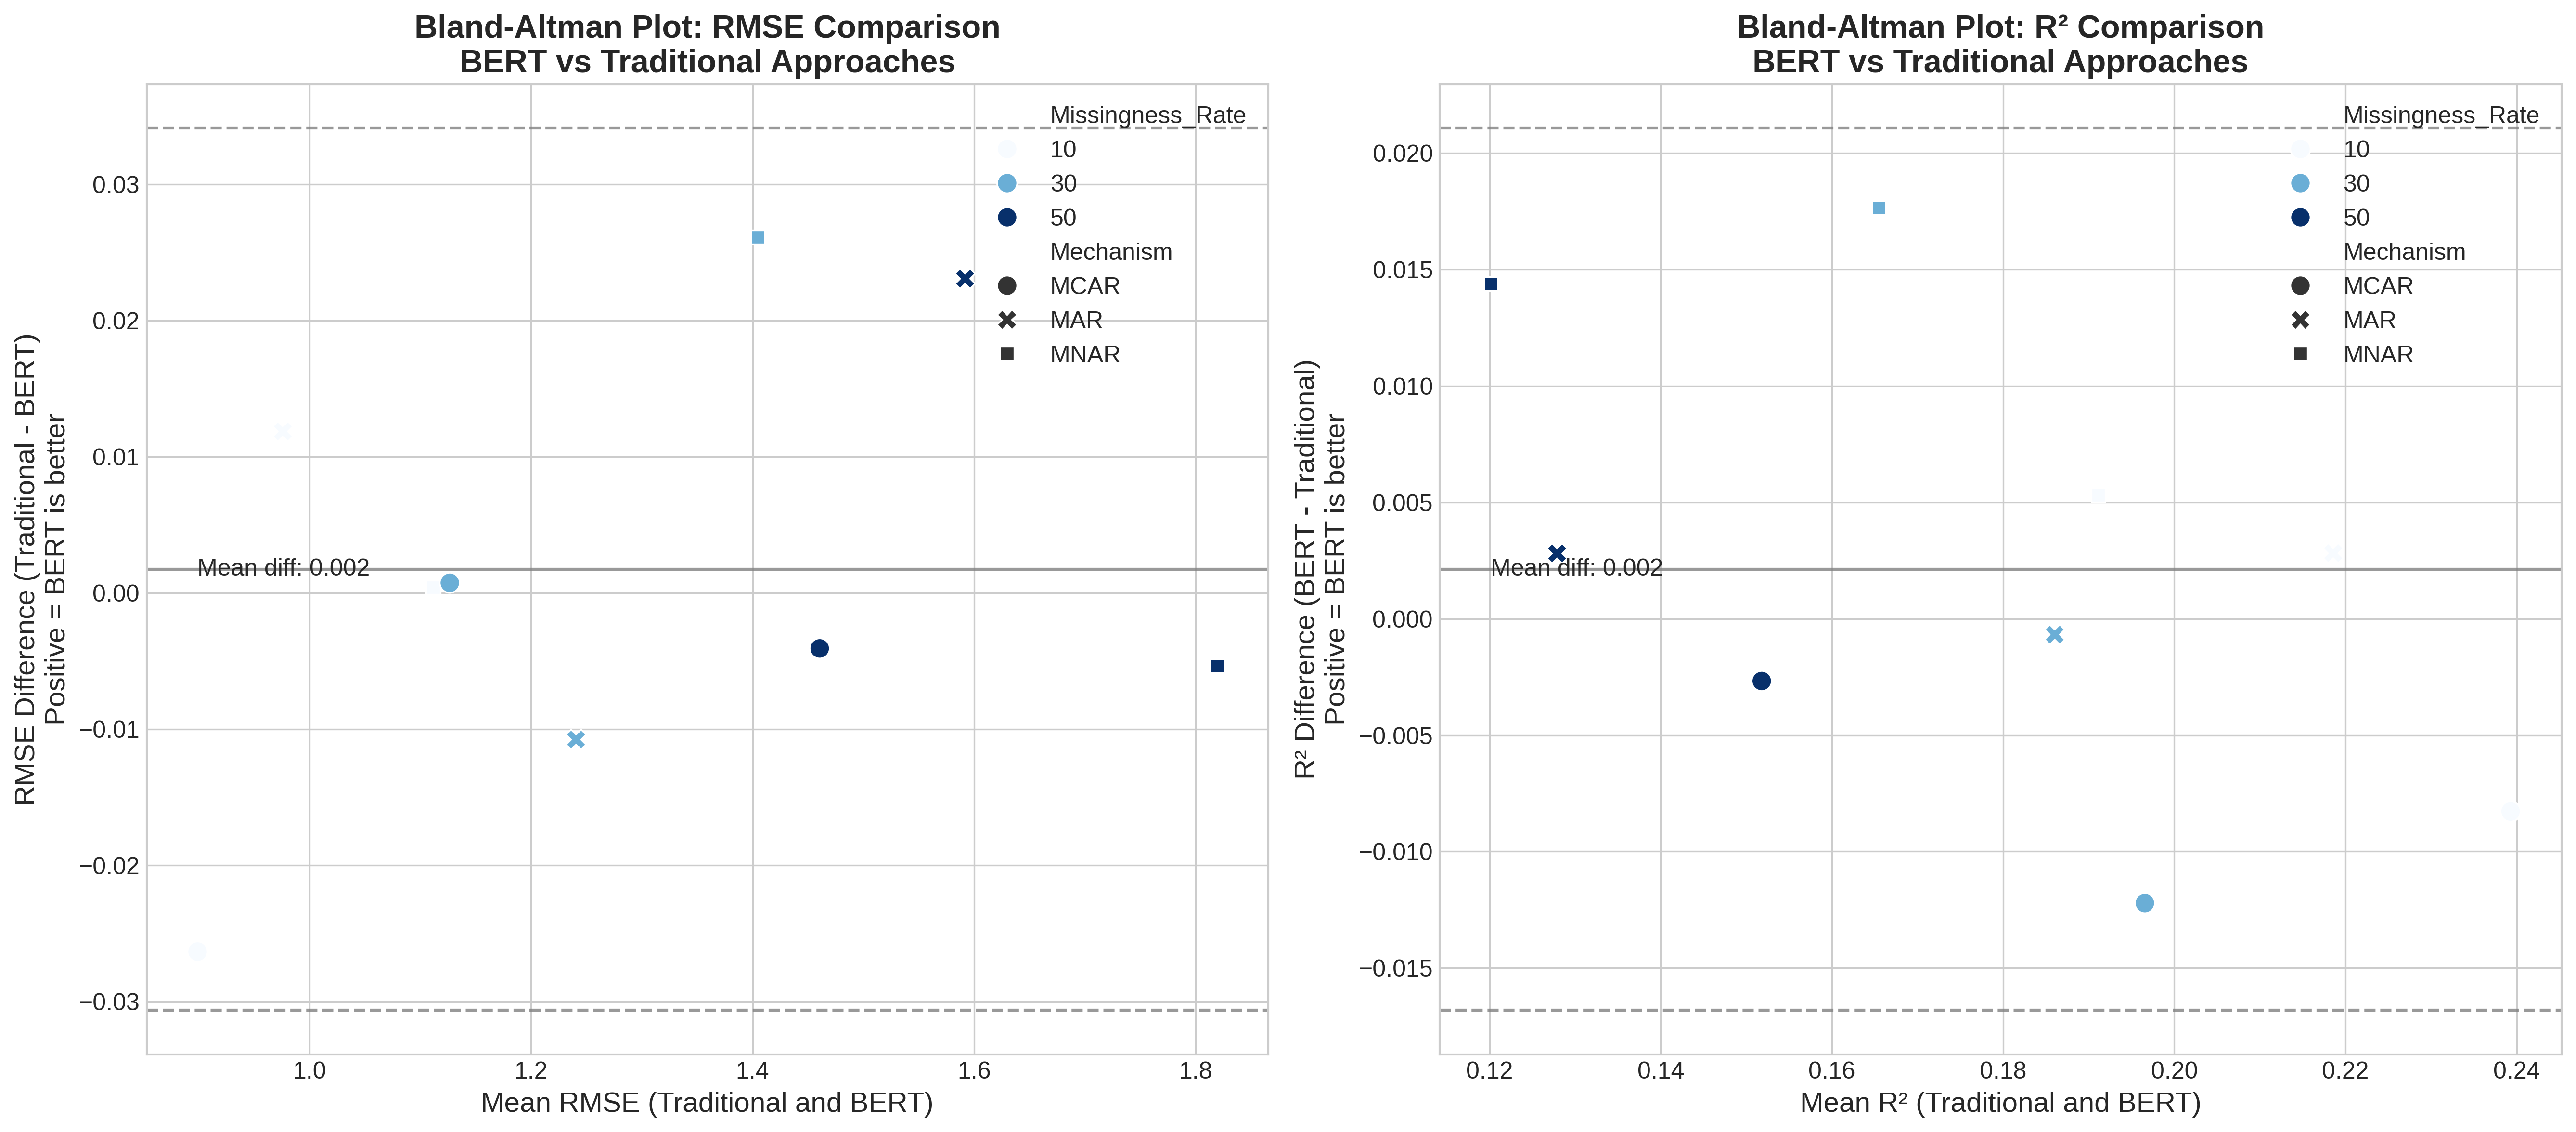 Bland-Altman Plot: RMSE Comparison
BERT vs Traditional Approaches
RMSE Difference (Traditional - BERT)
Positive = BERT is better
0.03
0.02
0.01
0.00
−0.01
−0.02
−0.03
Mean diff: 0.002
Missingness_Rate
10
30
50
Mechanism
MCAR
MAR
MNAR
1.0
1.2
1.4
1.6
1.8
Mean RMSE (Traditional and BERT)
Bland-Altman Plot: R² Comparison
BERT vs Traditional Approaches
R² Difference (BERT - Traditional)
Positive = BERT is better
0.020
0.015
0.010
0.005
0.000
−0.005
−0.010
−0.015
Mean diff: 0.002
Missingness_Rate
10
30
50
Mechanism
MCAR
MAR
MNAR
0.12
0.14
0.16
0.18
0.20
0.22
0.24
Mean R² (Traditional and BERT)